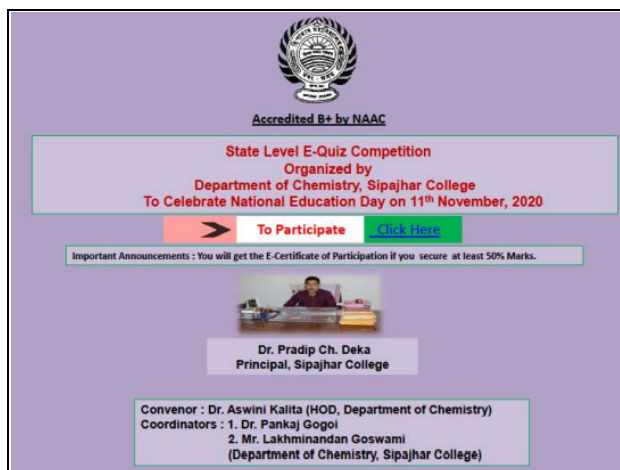 Accredited B+ by NAAC
State Level E-Quiz Competition
Organized by
Department of Chemistry, Sipajhar College
To Celebrate National Education Day on 11th November, 2020
To Participate Click Here
Important Announcements : You will get the E-Certificate of Participation if you secure at least 50% Marks.
Dr. Pradip Ch. Deka
Principal, Sipajhar College
Convenor : Dr. Aswini Kalita (HOD, Department of Chemistry)
Coordinators : 1. Dr. Pankaj Gogoi
2. Mr. Lakhminandan Goswami
(Department of Chemistry, Sipajhar College)